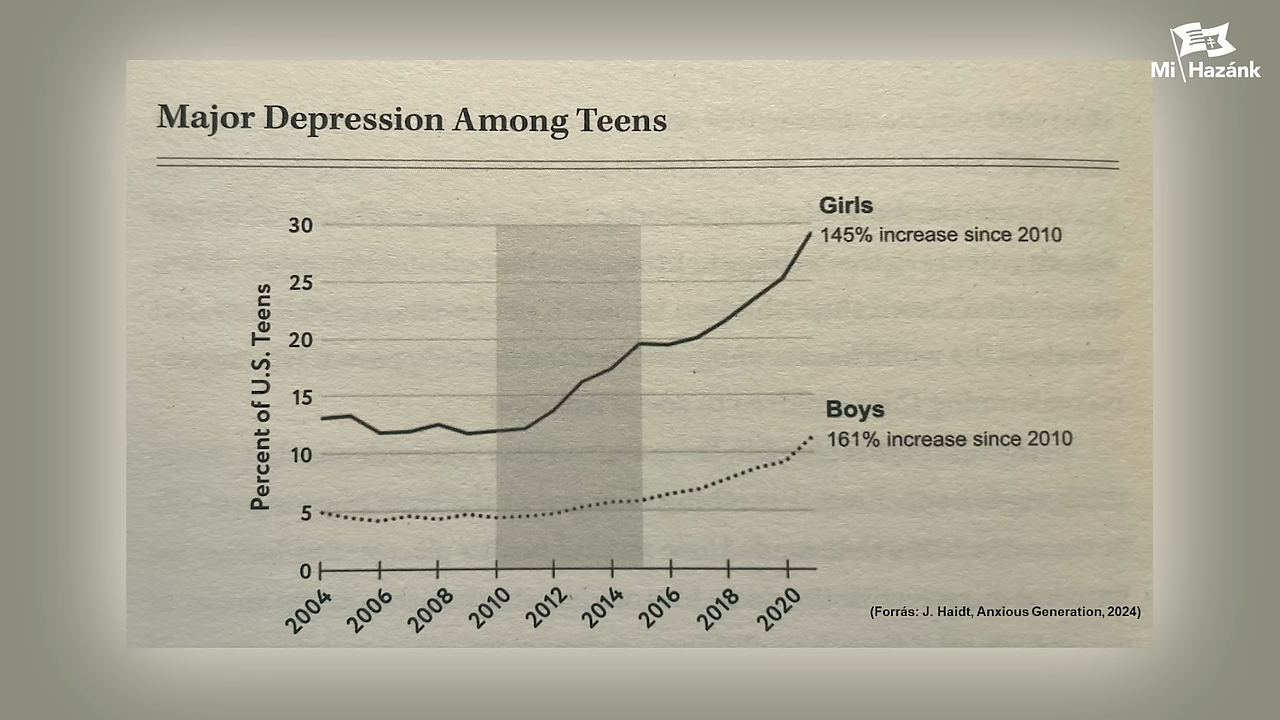 Mi Hazánk
Major Depression Among Teens
Girls
145% increase since 2010
30
25
20
15
10
5
0
Percent of U.S. Teens
Boys
161% increase since 2010
2004
2006
2008
2010
2012
2014
2016
2018
2020
(Forrás: J. Haidt, Anxious Generation, 2024)